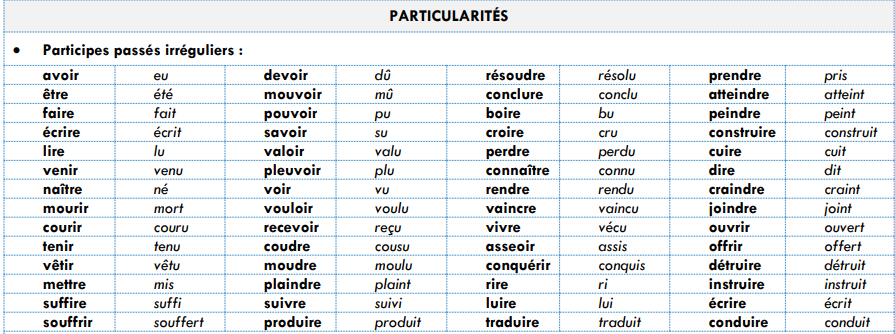 PARTICULARITÉS
• Participes passés irréguliers :
avoir eu devoir dû résoudre résolu prendre pris
être été mouvoir mû conclure conclu atteindre atteint
faire fait pouvoir pu boire bu peindre peint
écrire écrit savoir su croire cru construire construit
lire lu valoir valu perdre perdu cuire cuit
venir venu pleuvoir plu connaître connu dire dit
naître né voir vu rendre rendu craindre craint
mourir mort vouloir voulu vaincre vaincu joindre joint
courir couru recevoir reçu vivre vécu ouvrir ouvert
tenir tenu coudre cousu asseoir assis offrir offert
vêtir vêtu moudre moulu conquérir conquis détruire détruit
mettre mis plaindre plaint rire ri instruire instruit
suffire suffi suivre suivi luire lui écrire écrit
souffrir souffert produire produit traduire traduit conduire conduit